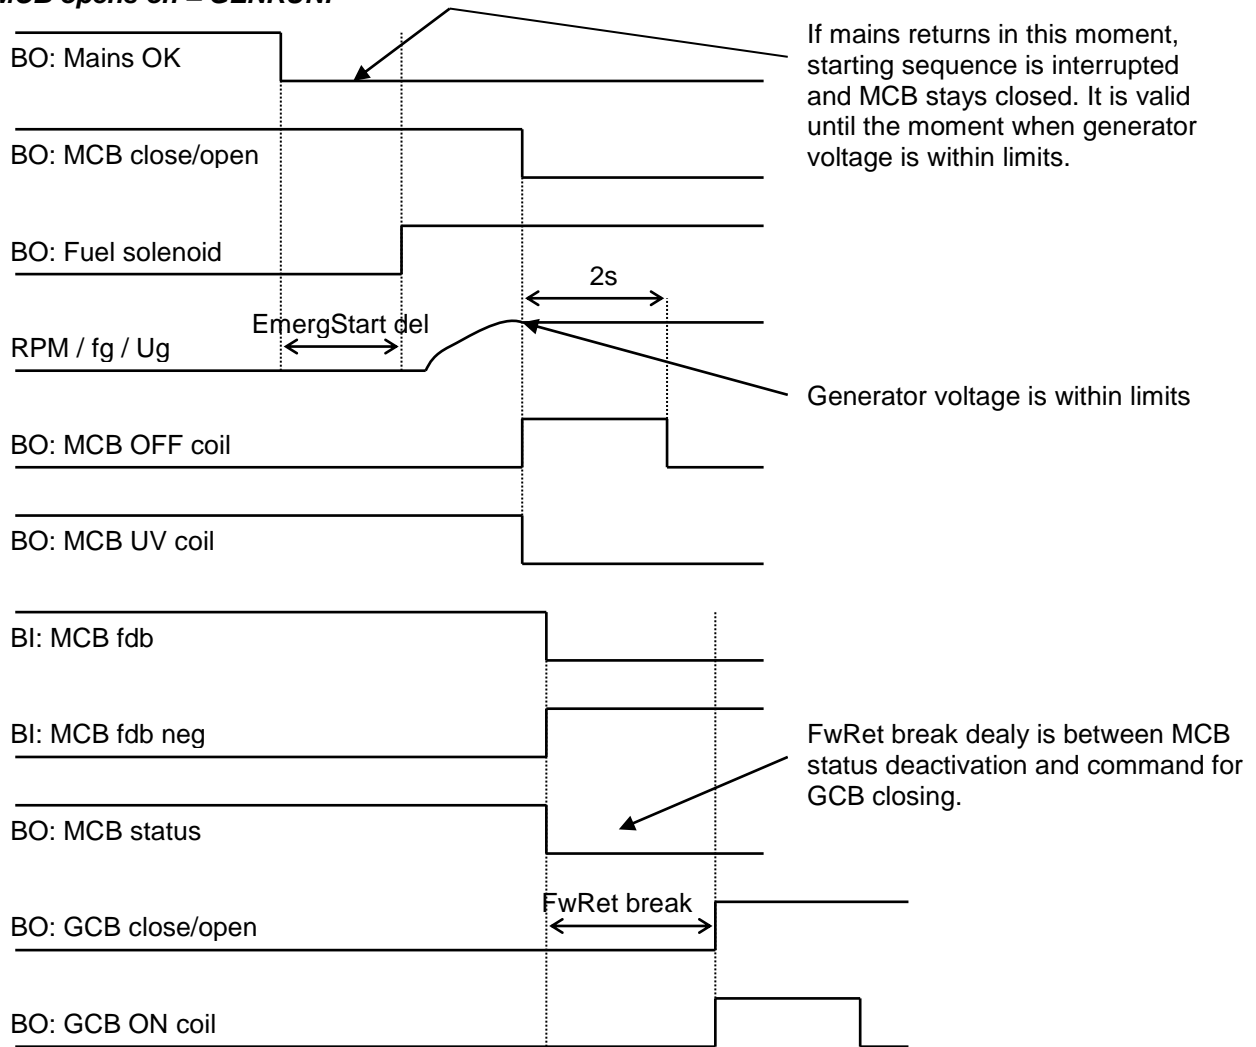 MCB opens on = GENRUN:
BO: Mains OK
If mains returns in this moment,
starting sequence is interrupted
and MCB stays closed. It is valid
until the moment when generator
voltage is within limits.
BO: MCB close/open
BO: Fuel solenoid
2s
EmergStart del
RPM / fg / Ug
Generator voltage is within limits
BO: MCB OFF coil
BO: MCB UV coil
BI: MCB fdb
BI: MCB fdb neg
FwRet break dealy is between MCB
status deactivation and command for
GCB closing.
BO: MCB status
FwRet break
BO: GCB close/open
BO: GCB ON coil